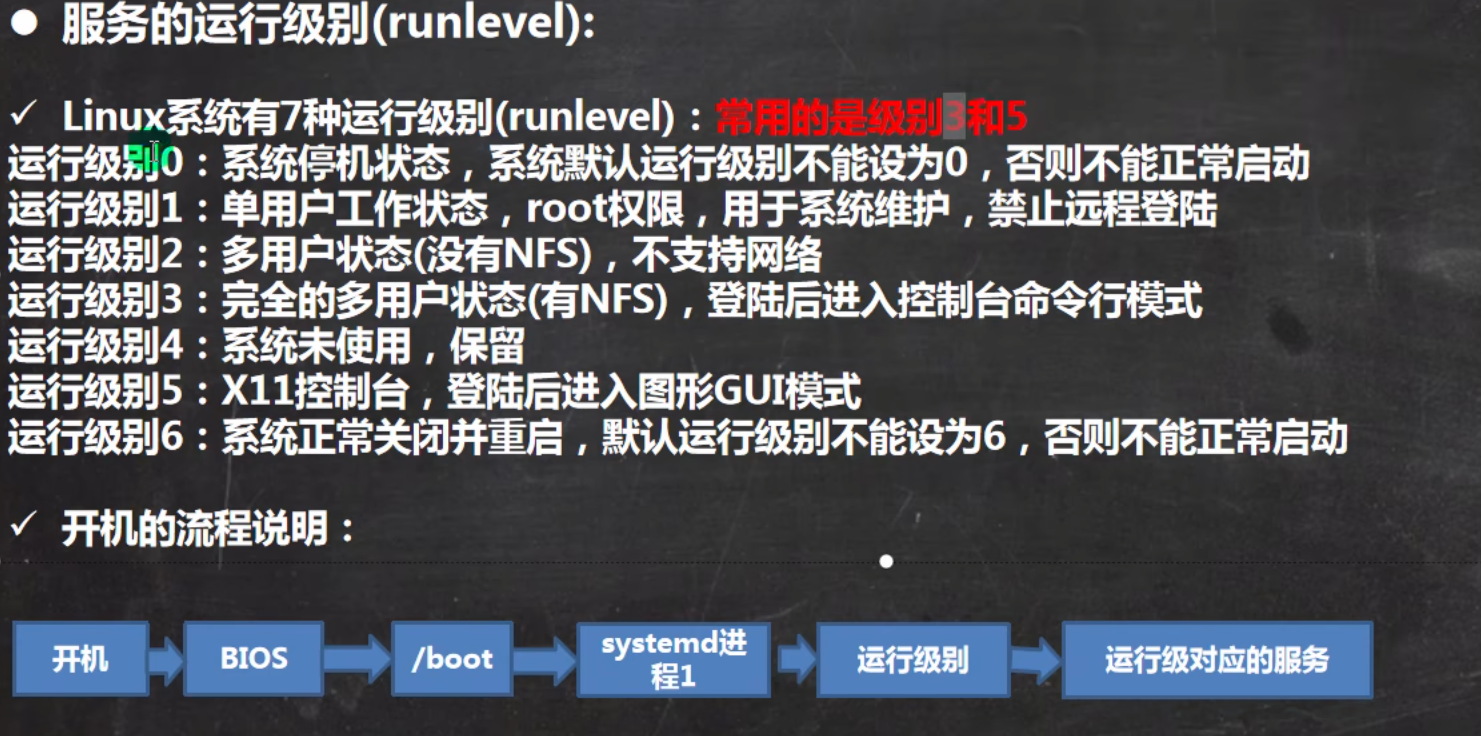 ● 服务的运行级别(runlevel):
✓ Linux系统有7种运行级别(runlevel)：常用的是级别3和5
运行级别0：系统停机状态，系统默认运行级别不能设为0，否则不能正常启动
运行级别1：单用户工作状态，root权限，用于系统维护，禁止远程登陆
运行级别2：多用户状态(没有NFS)，不支持网络
运行级别3：完全的多用户状态(有NFS)，登陆后进入控制台命令行模式
运行级别4：系统未使用，保留
运行级别5：X11控制台，登陆后进入图形GUI模式
运行级别6：系统正常关闭并重启，默认运行级别不能设为6，否则不能正常启动
✓ 开机的流程说明：
开机
BIOS
/boot
systemd进
程1
运行级别
运行级对应的服务